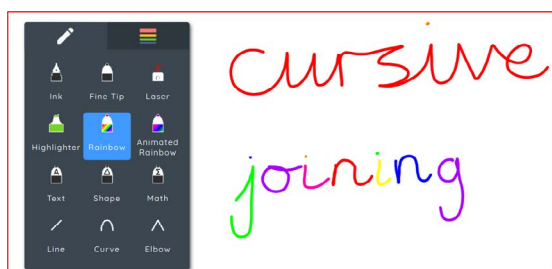 Ink Fine Tip Laser
Highlighter Rainbow Animated Rainbow
Text Shape Math
Line Curve Elbow
cursive
joining